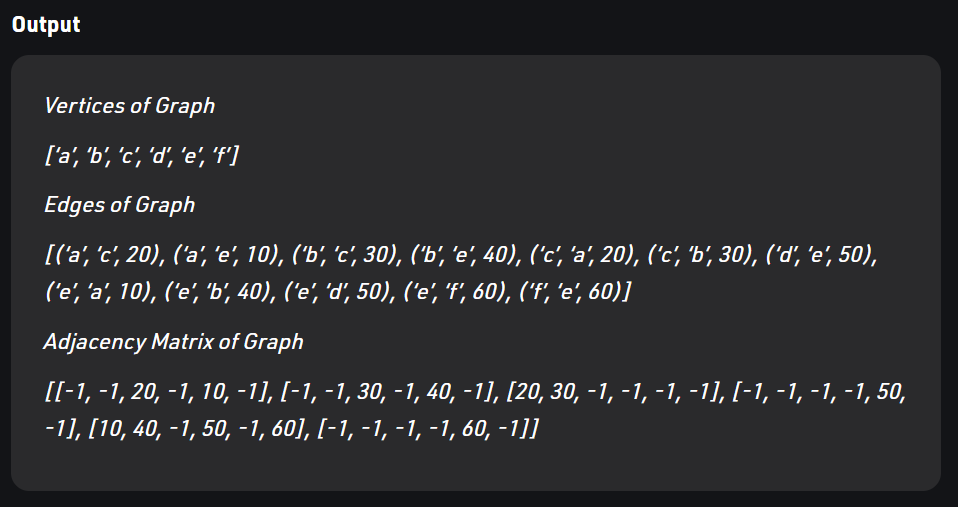 Output
Vertices of Graph
[‘a’, ‘b’, ‘c’, ‘d’, ‘e’, ‘f’]
Edges of Graph
[(‘a’, ‘c’, 20), (‘a’, ‘e’, 10), (‘b’, ‘c’, 30), (‘b’, ‘e’, 40), (‘c’, ‘a’, 20), (‘c’, ‘b’, 30), (‘d’, ‘e’, 50),
(‘e’, ‘a’, 10), (‘e’, ‘b’, 40), (‘e’, ‘d’, 50), (‘e’, ‘f’, 60), (‘f’, ‘e’, 60)]
Adjacency Matrix of Graph
[[-1, -1, 20, -1, 10, -1], [-1, -1, 30, -1, 40, -1], [20, 30, -1, -1, -1, -1], [-1, -1, -1, -1, 50,
-1], [10, 40, -1, 50, -1, 60], [-1, -1, -1, -1, 60, -1]]